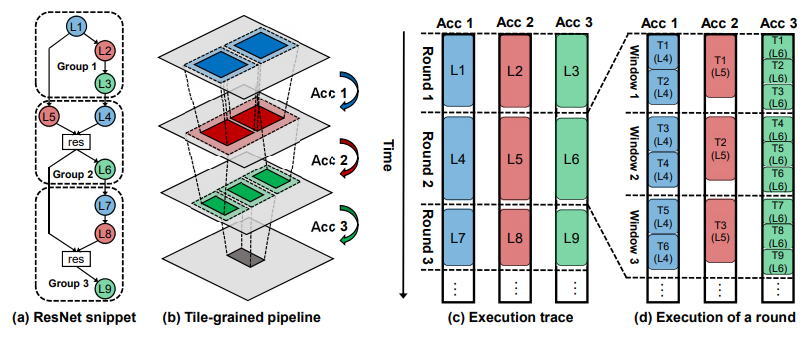 L1
L2
Group 1
L3
L5
L4
res
Group 2
L6
L7
L8
res
Group 3
L9
(a) ResNet snippet
Acc 1
Acc 2
Acc 3
(b) Tile-grained pipeline
Time
Acc 1 Acc 2 Acc 3
Round 1
L1 L2 L3
Round 2
L4 L5 L6
Round 3
L7 L8 L9
⋮ ⋮ ⋮
(c) Execution trace
Acc 1 Acc 2 Acc 3
Window 1
T1
(L4)
T2
(L4)
T1
(L5)
T1
(L6)
T2
(L6)
T3
(L6)
Window 2
T3
(L4)
T4
(L4)
T2
(L5)
T4
(L6)
T5
(L6)
T6
(L6)
Window 3
T5
(L4)
T6
(L4)
T3
(L5)
T7
(L6)
T8
(L6)
T9
(L6)
⋮ ⋮ ⋮
(d) Execution of a round